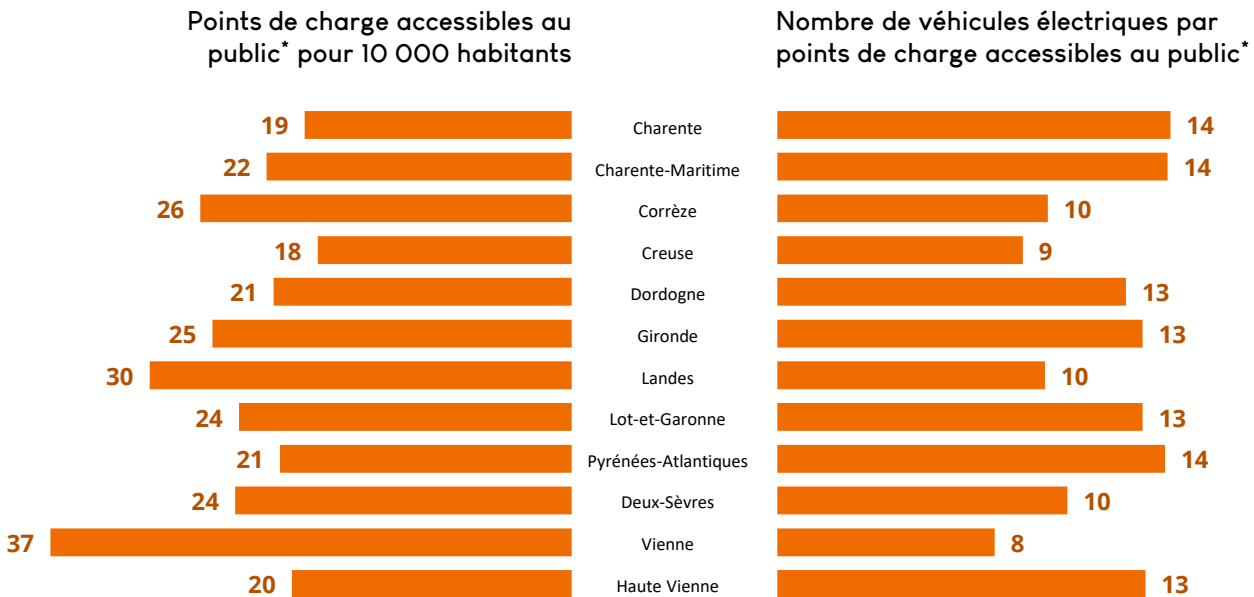 Points de charge accessibles au
public* pour 10 000 habitants
Nombre de véhicules électriques par
points de charge accessibles au public*
19 Charente 14
22 Charente-Maritime 14
26 Corrèze 10
18 Creuse 9
21 Dordogne 13
25 Gironde 13
30 Landes 10
24 Lot-et-Garonne 13
21 Pyrénées-Atlantiques 14
24 Deux-Sèvres 10
37 Vienne 8
20 Haute Vienne 13